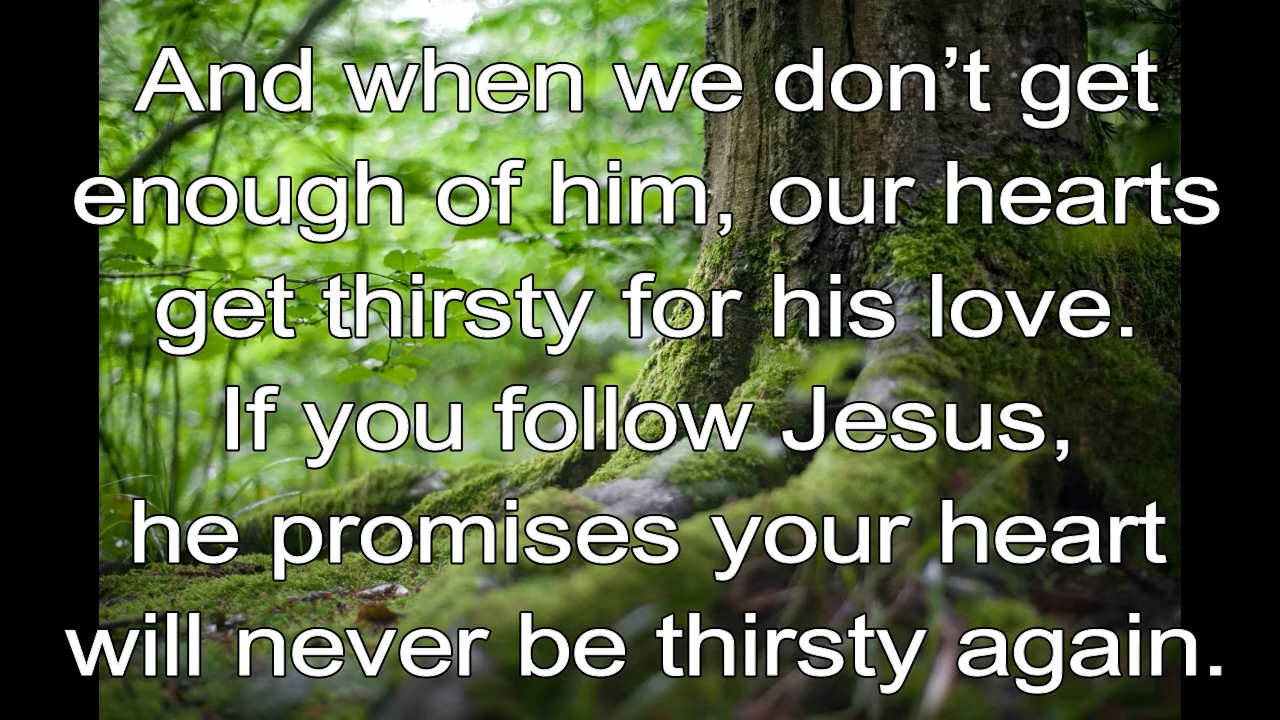 And when we don’t get
enough of him, our hearts
get thirsty for his love.
If you follow Jesus,
he promises your heart
will never be thirsty again.